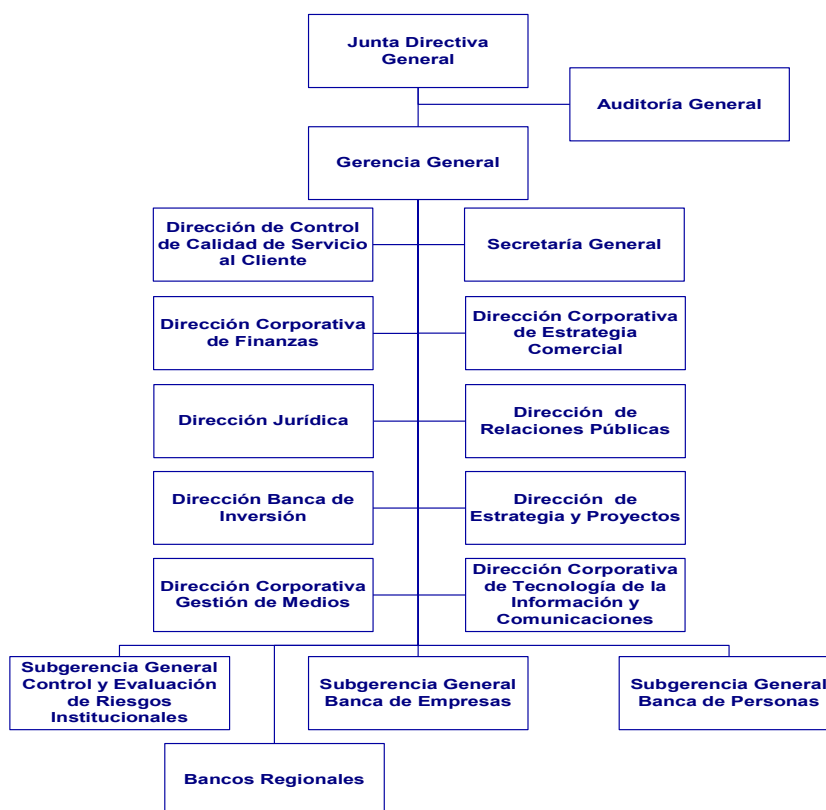 Junta Directiva
General
Auditoría General
Gerencia General
Dirección de Control
de Calidad de Servicio
al Cliente
Secretaría General
Dirección Corporativa
de Finanzas
Dirección Corporativa
de Estrategia
Comercial
Dirección Jurídica
Dirección de
Relaciones Públicas
Dirección Banca de
Inversión
Dirección de
Estrategia y Proyectos
Dirección Corporativa
Gestión de Medios
Dirección Corporativa
de Tecnología de la
Información y
Comunicaciones
Subgerencia General
Control y Evaluación
de Riesgos
Institucionales
Subgerencia General
Banca de Empresas
Subgerencia General
Banca de Personas
Bancos Regionales